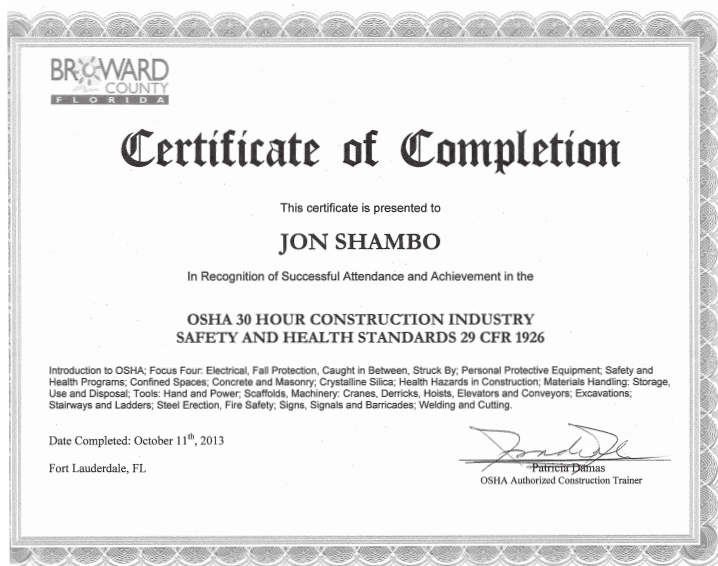 BROWARD
COUNTY
FLORIDA
Certificate of Completion
This certificate is presented to
JON SHAMBO
In Recognition of Successful Attendance and Achievement in the
OSHA 30 HOUR CONSTRUCTION INDUSTRY
SAFETY AND HEALTH STANDARDS 29 CFR 1926
Introduction to OSHA; Focus Four: Electrical, Fall Protection, Caught in Between, Struck By; Personal Protective Equipment; Safety and
Health Programs; Confined Spaces; Concrete and Masonry; Crystalline Silica; Health Hazards in Construction; Materials Handling: Storage,
Use and Disposal; Tools: Hand and Power; Scaffolds, Machinery: Cranes, Derricks, Hoists, Elevators and Conveyors; Excavations;
Stairways and Ladders; Steel Erection, Fire Safety; Signs, Signals and Barricades; Welding and Cutting.
Date Completed: October 11th, 2013
Fort Lauderdale, FL
Patricia Damas
OSHA Authorized Construction Trainer